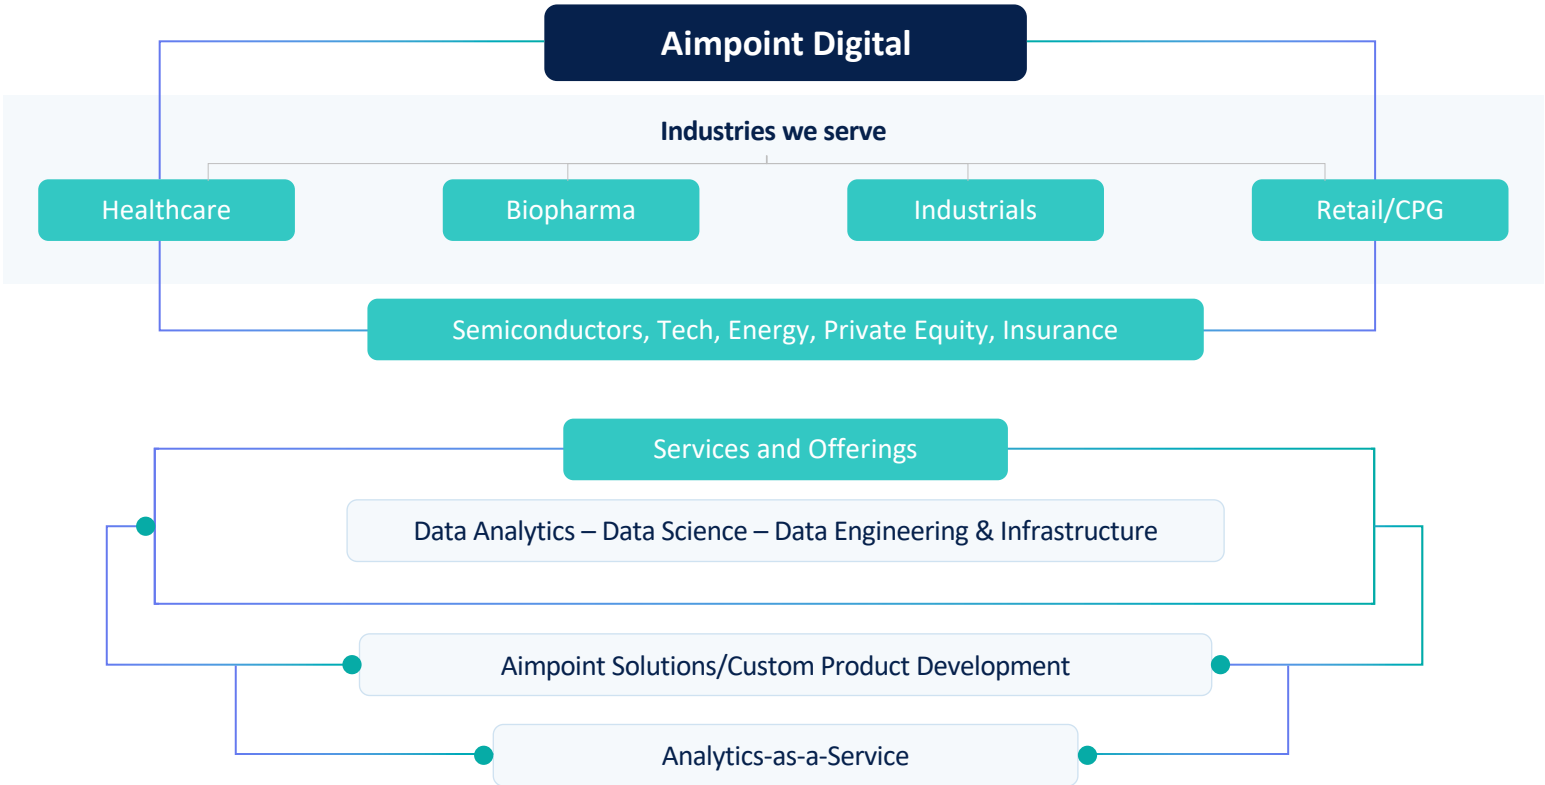 Aimpoint Digital
Industries we serve
Healthcare
Biopharma
Industrials
Retail/CPG
Semiconductors, Tech, Energy, Private Equity, Insurance
Services and Offerings
Data Analytics – Data Science – Data Engineering & Infrastructure
Aimpoint Solutions/Custom Product Development
Analytics-as-a-Service